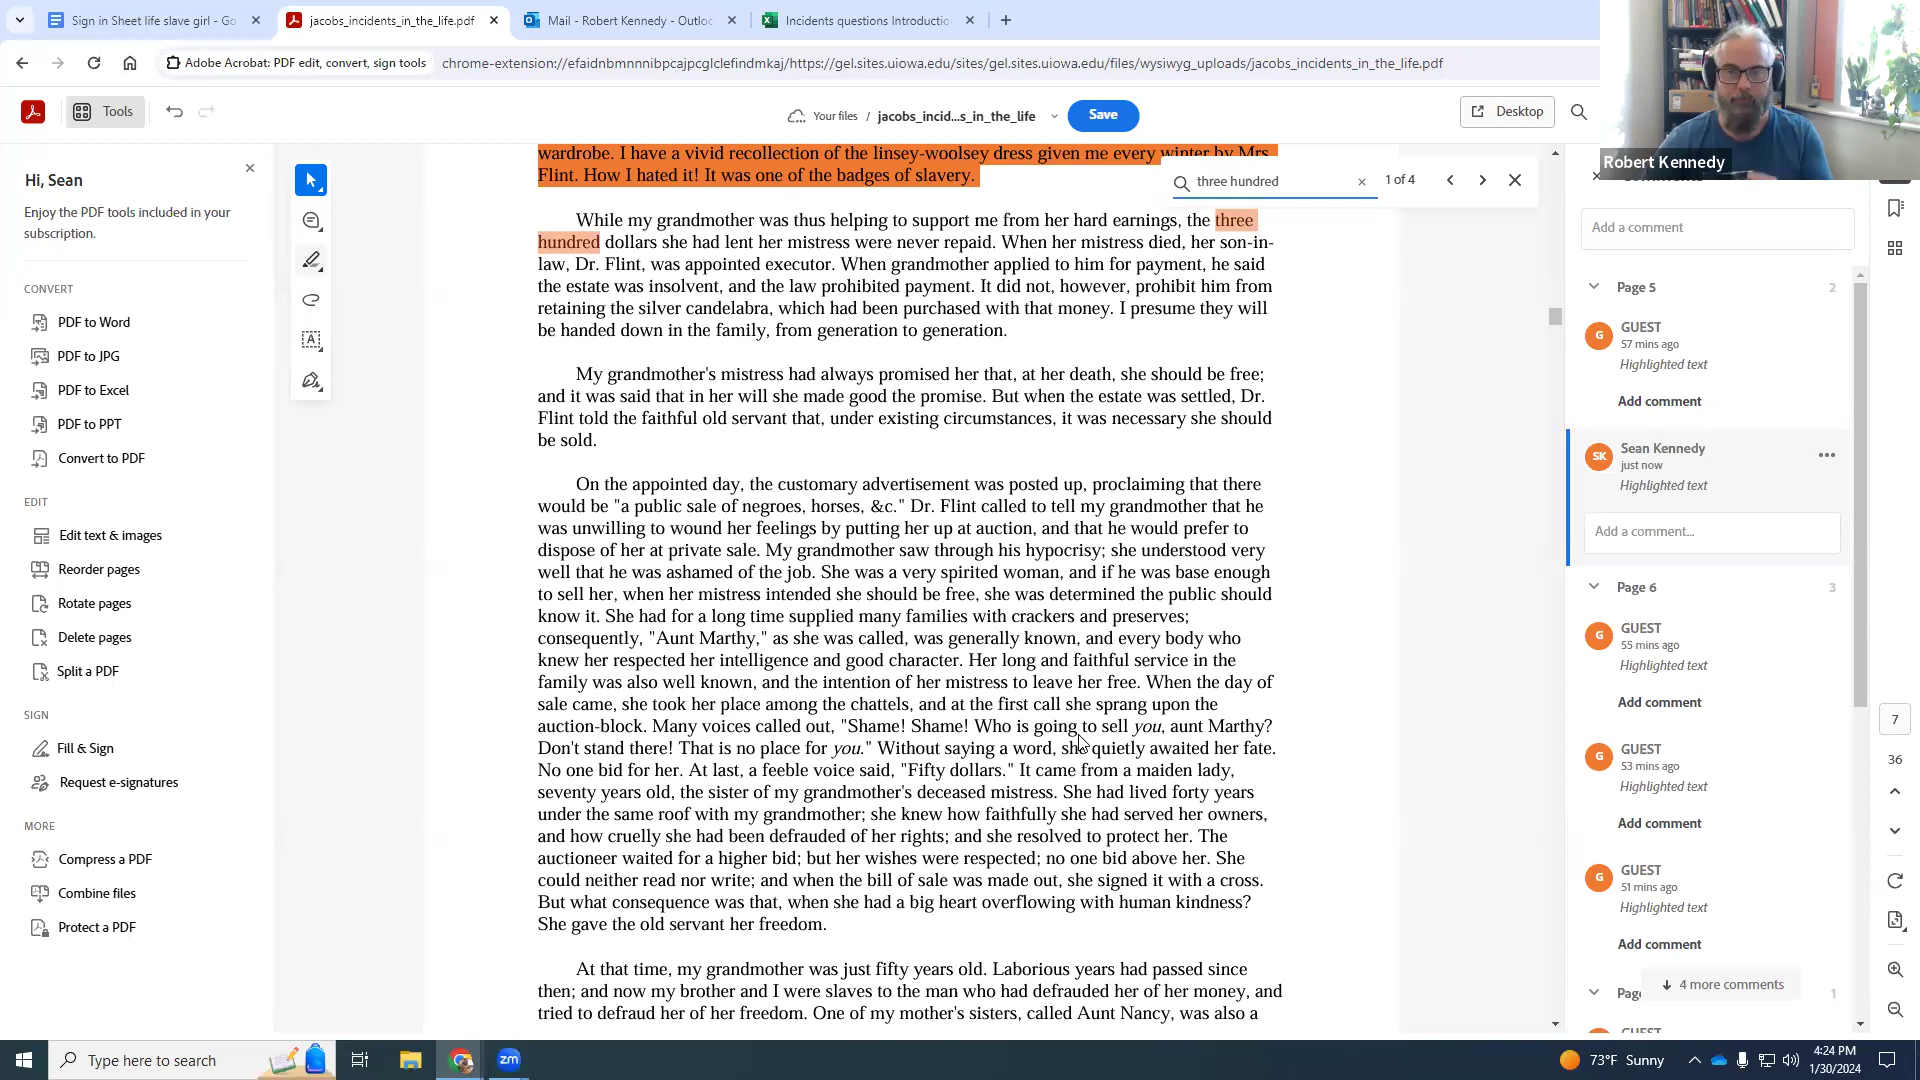 Sign in Sheet life slave girl - Go
jacobs_incidents_in_the_life.pdf
Mail - Robert Kennedy - Outloo
Incidents questions Introductio
Adobe Acrobat: PDF edit, convert, sign tools
chrome-extension://efaidnbmnnnibpcajpcglclefindmkaj/https://gel.sites.uiowa.edu/sites/gel.sites.uiowa.edu/files/wysiwyg_uploads/jacobs_incidents_in_the_life.pdf
Tools
Your files / jacobs_incid...s_in_the_life
Save
Desktop
Robert Kennedy
Hi, Sean
Enjoy the PDF tools included in your
subscription.
CONVERT
PDF to Word
PDF to JPG
PDF to Excel
PDF to PPT
Convert to PDF
EDIT
Edit text & images
Reorder pages
Rotate pages
Delete pages
Split a PDF
SIGN
Fill & Sign
Request e-signatures
MORE
Compress a PDF
Combine files
Protect a PDF
three hundred
1 of 4
wardrobe. I have a vivid recollection of the linsey-woolsey dress given me every winter by Mrs.
Flint. How I hated it! It was one of the badges of slavery.
While my grandmother was thus helping to support me from her hard earnings, the three
hundred dollars she had lent her mistress were never repaid. When her mistress died, her son-in-
law, Dr. Flint, was appointed executor. When grandmother applied to him for payment, he said
the estate was insolvent, and the law prohibited payment. It did not, however, prohibit him from
retaining the silver candelabra, which had been purchased with that money. I presume they will
be handed down in the family, from generation to generation.
My grandmother's mistress had always promised her that, at her death, she should be free;
and it was said that in her will she made good the promise. But when the estate was settled, Dr.
Flint told the faithful old servant that, under existing circumstances, it was necessary she should
be sold.
On the appointed day, the customary advertisement was posted up, proclaiming that there
would be "a public sale of negroes, horses, &c." Dr. Flint called to tell my grandmother that he
was unwilling to wound her feelings by putting her up at auction, and that he would prefer to
dispose of her at private sale. My grandmother saw through his hypocrisy; she understood very
well that he was ashamed of the job. She was a very spirited woman, and if he was base enough
to sell her, when her mistress intended she should be free, she was determined the public should
know it. She had for a long time supplied many families with crackers and preserves;
consequently, "Aunt Marthy," as she was called, was generally known, and every body who
knew her respected her intelligence and good character. Her long and faithful service in the
family was also well known, and the intention of her mistress to leave her free. When the day of
sale came, she took her place among the chattels, and at the first call she sprang upon the
auction-block. Many voices called out, "Shame! Shame! Who is going to sell you, aunt Marthy?
Don't stand there! That is no place for you." Without saying a word, she quietly awaited her fate.
No one bid for her. At last, a feeble voice said, "Fifty dollars." It came from a maiden lady,
seventy years old, the sister of my grandmother's deceased mistress. She had lived forty years
under the same roof with my grandmother; she knew how faithfully she had served her owners,
and how cruelly she had been defrauded of her rights; and she resolved to protect her. The
auctioneer waited for a higher bid; but her wishes were respected; no one bid above her. She
could neither read nor write; and when the bill of sale was made out, she signed it with a cross.
But what consequence was that, when she had a big heart overflowing with human kindness?
She gave the old servant her freedom.
At that time, my grandmother was just fifty years old. Laborious years had passed since
then; and now my brother and I were slaves to the man who had defrauded her of her money, and
tried to defraud her of her freedom. One of my mother's sisters, called Aunt Nancy, was also a
Add a comment
Page 5 2
G GUEST
57 mins ago
Highlighted text
Add comment
SK Sean Kennedy
just now
Highlighted text
Add a comment...
Page 6 3
G GUEST
55 mins ago
Highlighted text
Add comment
G GUEST
53 mins ago
Highlighted text
Add comment
G GUEST
51 mins ago
Highlighted text
Add comment
4 more comments
Pag 1
GUEST
7
36
Type here to search
zm
73°F Sunny
4:24 PM
1/30/2024